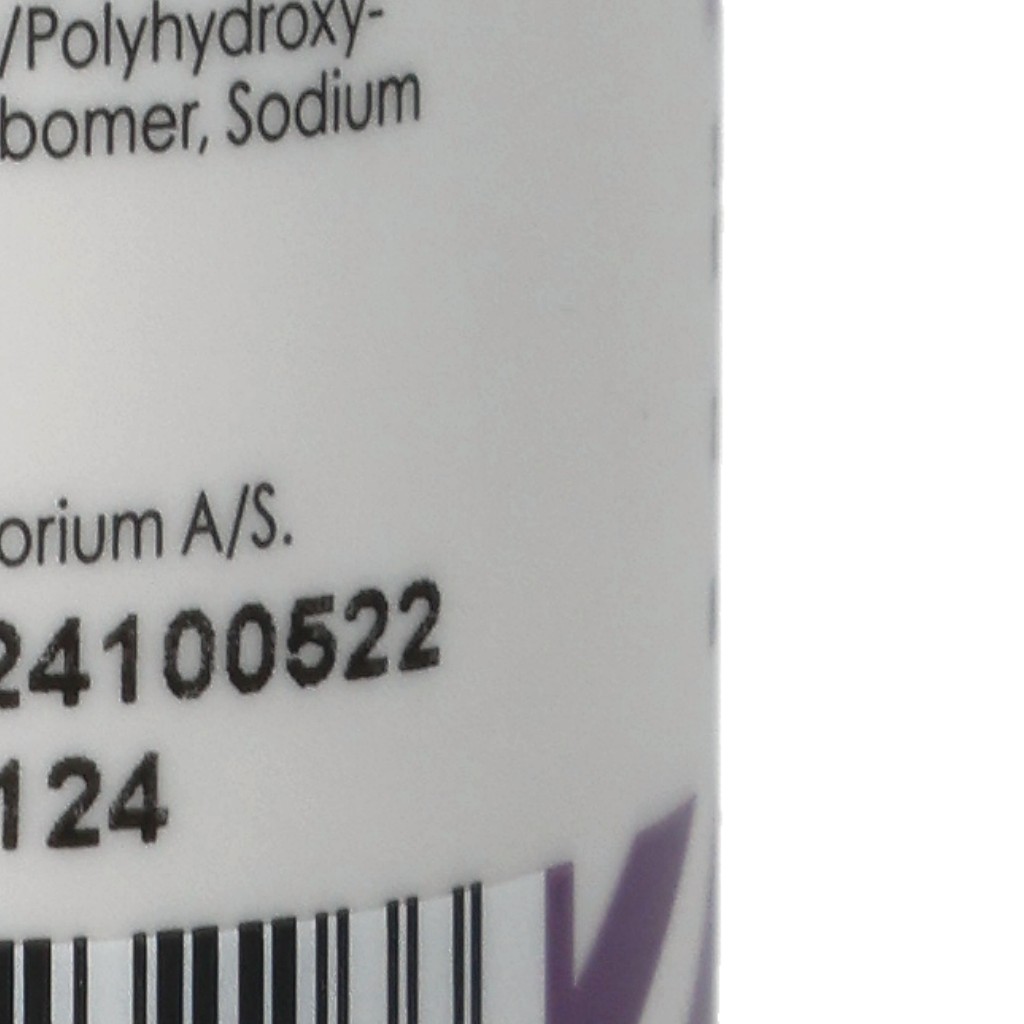 /Polyhydroxy-
bomer, Sodium
orium A/S.
24100522
124